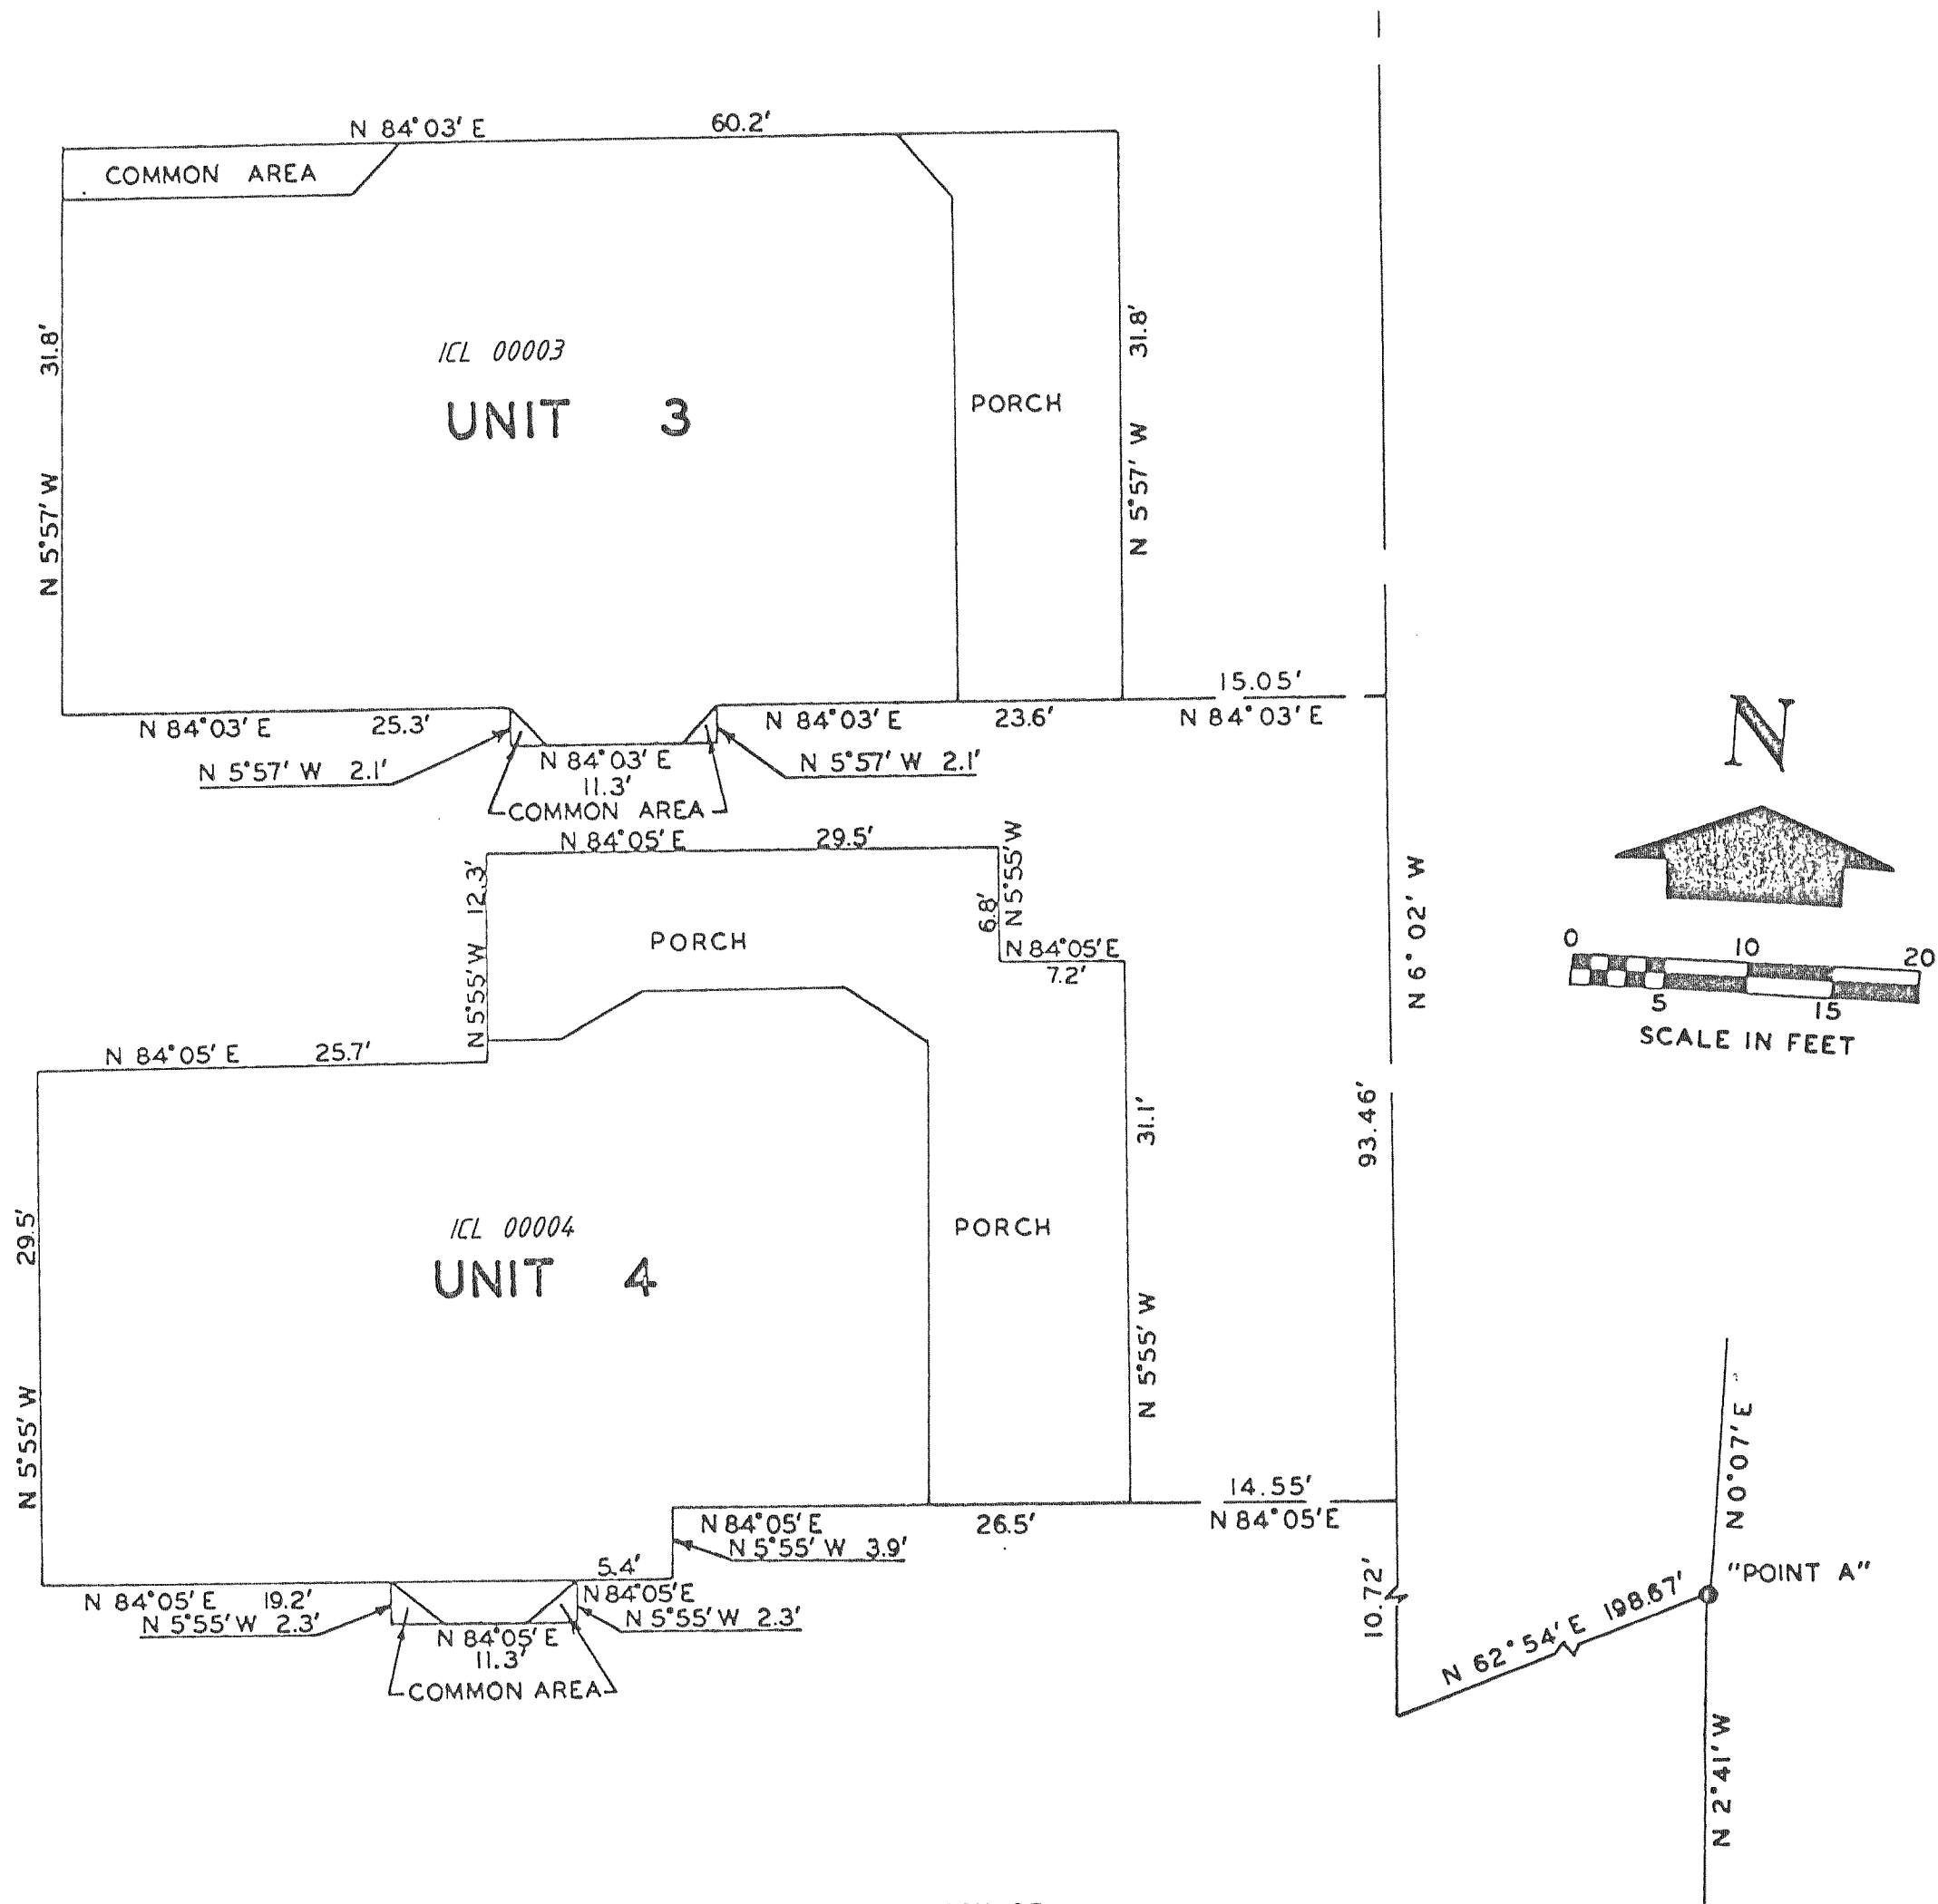 N 84°03' E 60.2'
COMMON AREA
31.8'
N 5°57' W
ICL 00003
UNIT 3
PORCH
31.8'
N 5°57' W
15.05'
N 84°03' E
N 84°03' E 25.3'
N 84°03' E 23.6'
N 5°57' W 2.1'
N 84°03' E
11.3'
N 5°57' W 2.1'
COMMON AREA
N
0 10 20
5 15
SCALE IN FEET
N 84°05' E 29.5'
N 5°55' W 12.3'
6.8' N 5°55' W
PORCH
N 84°05' E
7.2'
N 84°05' E 25.7'
N 6°02' W
93.46'
29.5'
N 5°55' W
ICL 00004
UNIT 4
PORCH
31.1'
N 5°55' W
14.55'
N 84°05' E
N 84°05' E 26.5'
N 5°55' W 3.9'
5.4'
N 84°05' E
N 84°05' E 19.2'
N 5°55' W 2.3'
N 5°55' W 2.3'
N 84°05' E
11.3'
COMMON AREA
10.72'
N 62°54' E 198.67'
"POINT A"
N 0°07' E
N 2°41' W